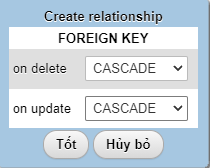 Create relationship
FOREIGN KEY
on delete CASCADE
on update CASCADE
Tốt Hủy bỏ